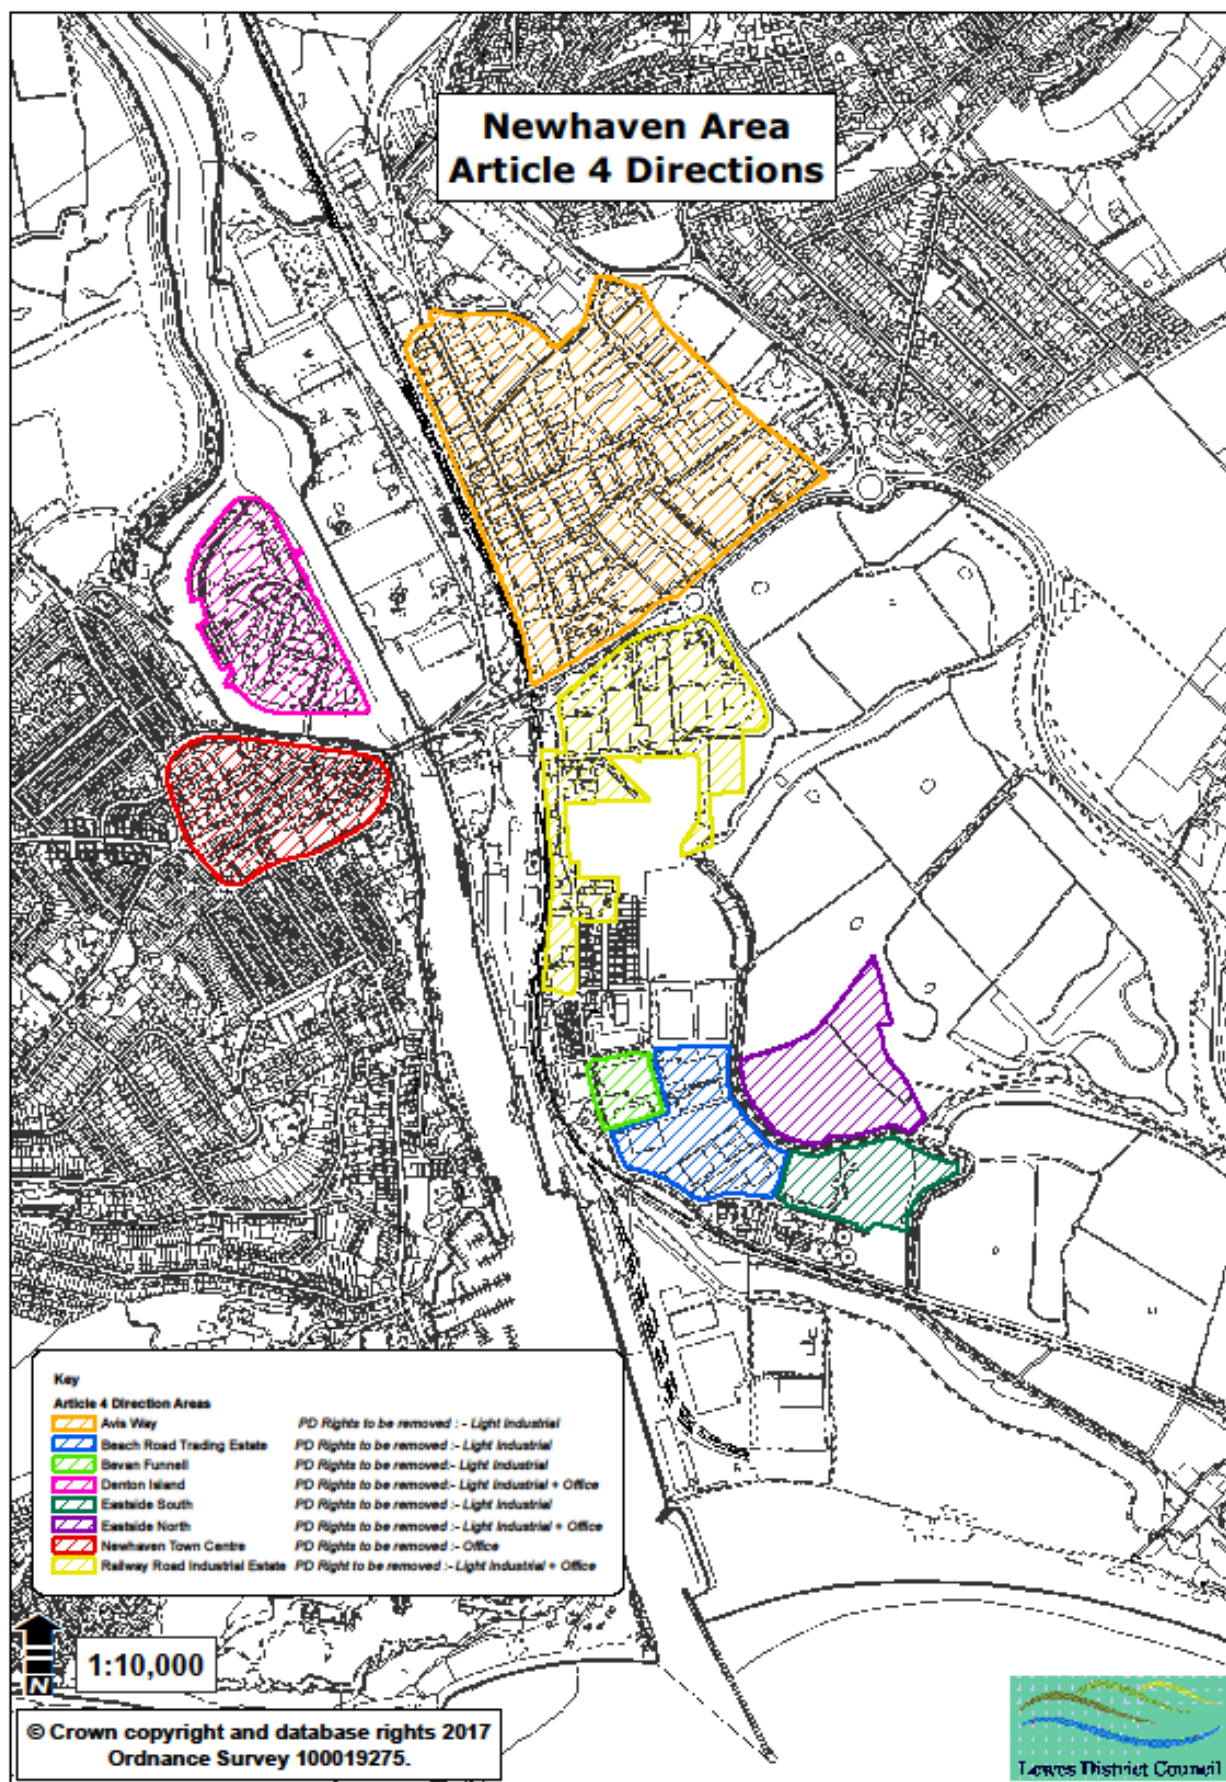 Newhaven Area
Article 4 Directions
Key
Article 4 Direction Areas
Avis Way PD Rights to be removed : - Light Industrial
Beach Road Trading Estate PD Rights to be removed :- Light Industrial
Bevan Funnell PD Rights to be removed:- Light Industrial
Denton Island PD Rights to be removed:- Light Industrial + Office
Eastside South PD Rights to be removed :- Light Industrial
Eastside North PD Rights to be removed :- Light Industrial + Office
Newhaven Town Centre PD Rights to be removed :- Office
Railway Road Industrial Estate PD Right to be removed :- Light Industrial + Office
N
1:10,000
© Crown copyright and database rights 2017
Ordnance Survey 100019275.
Lewes District Council